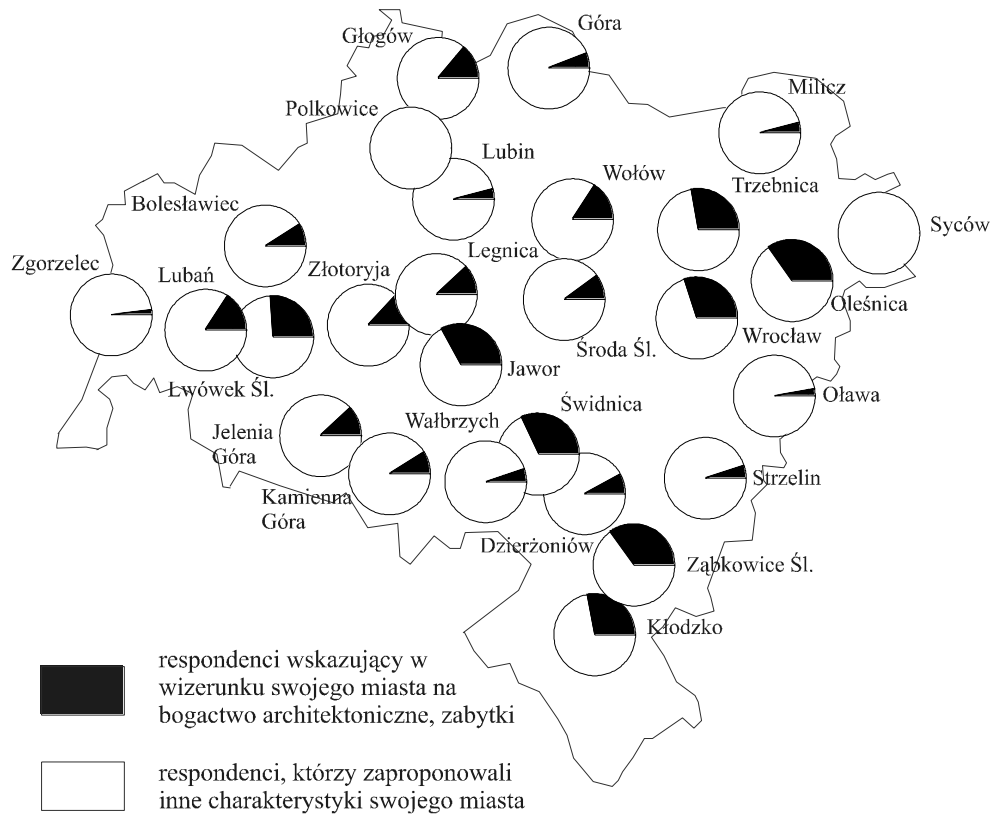 Góra
Głogów
Milicz
Polkowice
Lubin
Wołów
Trzebnica
Bolesławiec
Syców
Legnica
Zgorzelec
Lubań
Złotoryja
Oleśnica
Wrocław
Środa Śl.
Jawor
Lwówek Śl.
Oława
Świdnica
Wałbrzych
Jelenia
Góra
Strzelin
Kamienna
Góra
Dzierżoniów
Ząbkowice Śl.
Kłodzko
respondenci wskazujący w
wizerunku swojego miasta na
bogactwo architektoniczne, zabytki
respondenci, którzy zaproponowali
inne charakterystyki swojego miasta